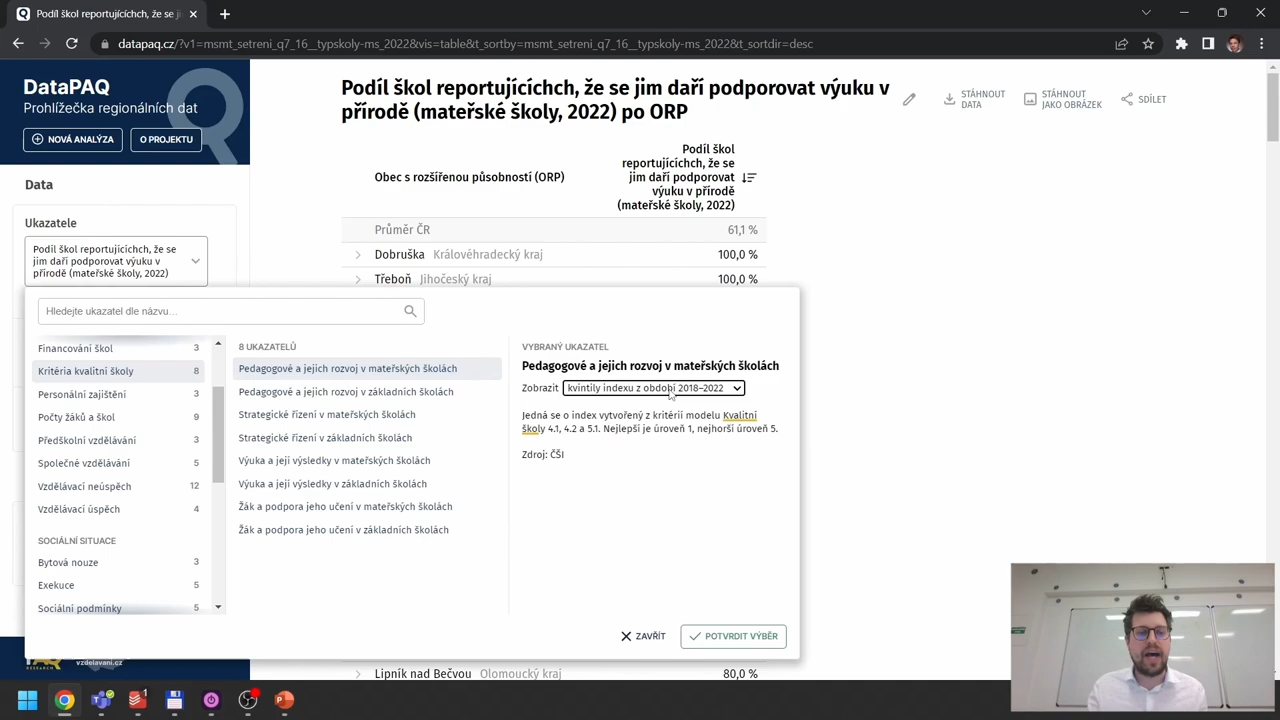 Podíl škol reportujících, že se ji
datapaq.cz/?v1=msmt_setreni_q7_16__typskoly-ms_2022&vis=table&t_sortby=msmt_setreni_q7_16__typskoly-ms_2022&t_sortdir=desc
DataPAQ
Prohlížečka regionálních dat
NOVÁ ANALÝZA
O PROJEKTU
Podíl škol reportujícíchch, že se jim daří podporovat výuku v
přírodě (mateřské školy, 2022) po ORP
STÁHNOUT
DATA
STÁHNOUT
JAKO OBRÁZEK
SDÍLET
Data
Ukazatele
Podíl škol reportujícíchch, že se
jim daří podporovat výuku v
přírodě (mateřské školy, 2022)
Obec s rozšířenou působností (ORP)
Podíl škol
reportujícíchch, že se
jim daří podporovat
výuku v přírodě
(mateřské školy, 2022)
Průměr ČR 61,1 %
Dobruška Královéhradecký kraj 100,0 %
Třeboň Jihočeský kraj 100,0 %
Hledejte ukazatel dle názvu...
Financování škol 3
Kritéria kvalitní školy 8
Personální zajištění 3
Počty žáků a škol 9
Předškolní vzdělávání 3
Společné vzdělávání 5
Vzdělávací neúspěch 12
Vzdělávací úspěch 4
SOCIÁLNÍ SITUACE
Bytová nouze 3
Exekuce 5
Sociální podmínky 5
8 UKAZATELŮ
Pedagogové a jejich rozvoj v mateřských školách
Pedagogové a jejich rozvoj v základních školách
Strategické řízení v mateřských školách
Strategické řízení v základních školách
Výuka a její výsledky v mateřských školách
Výuka a její výsledky v základních školách
Žák a podpora jeho učení v mateřských školách
Žák a podpora jeho učení v základních školách
VYBRANÝ UKAZATEL
Pedagogové a jejich rozvoj v mateřských školách
Zobrazit kvintily indexu z období 2018–2022
Jedná se o index vytvořený z kritérií modelu Kvalitní
školy 4.1, 4.2 a 5.1. Nejlepší je úroveň 1, nejhorší úroveň 5.
Zdroj: ČŠI
ZAVŘÍT
POTVRDIT VÝBĚR
vzdelavani.cz
Lipník nad Bečvou Olomoucký kraj 80,0 %